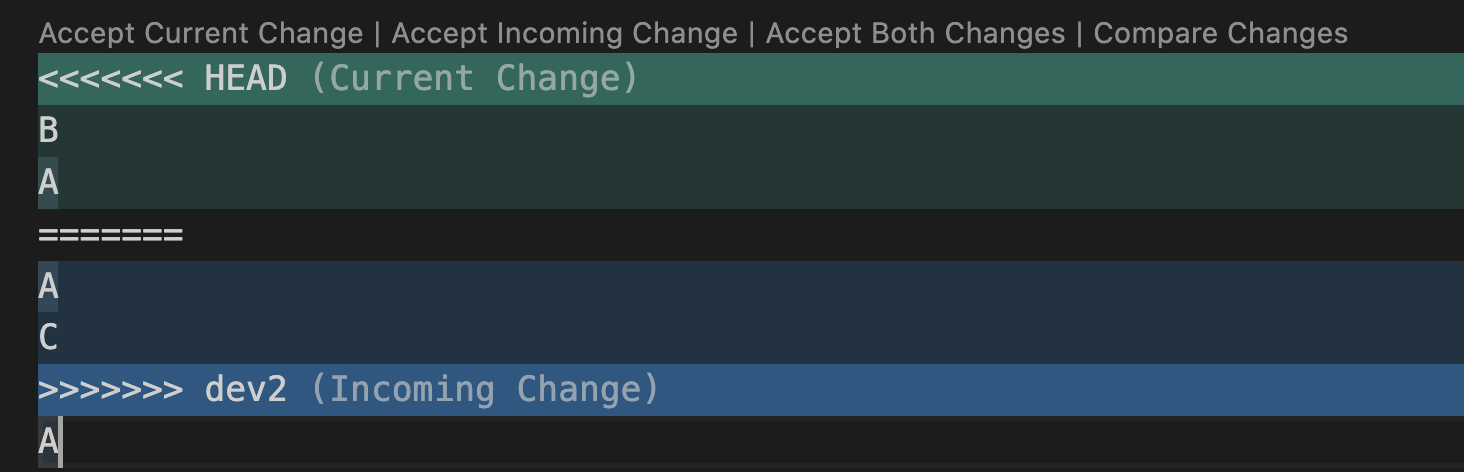 Accept Current Change | Accept Incoming Change | Accept Both Changes | Compare Changes
<<<<<<< HEAD (Current Change)
B
A
=======
A
C
>>>>>>> dev2 (Incoming Change)
A